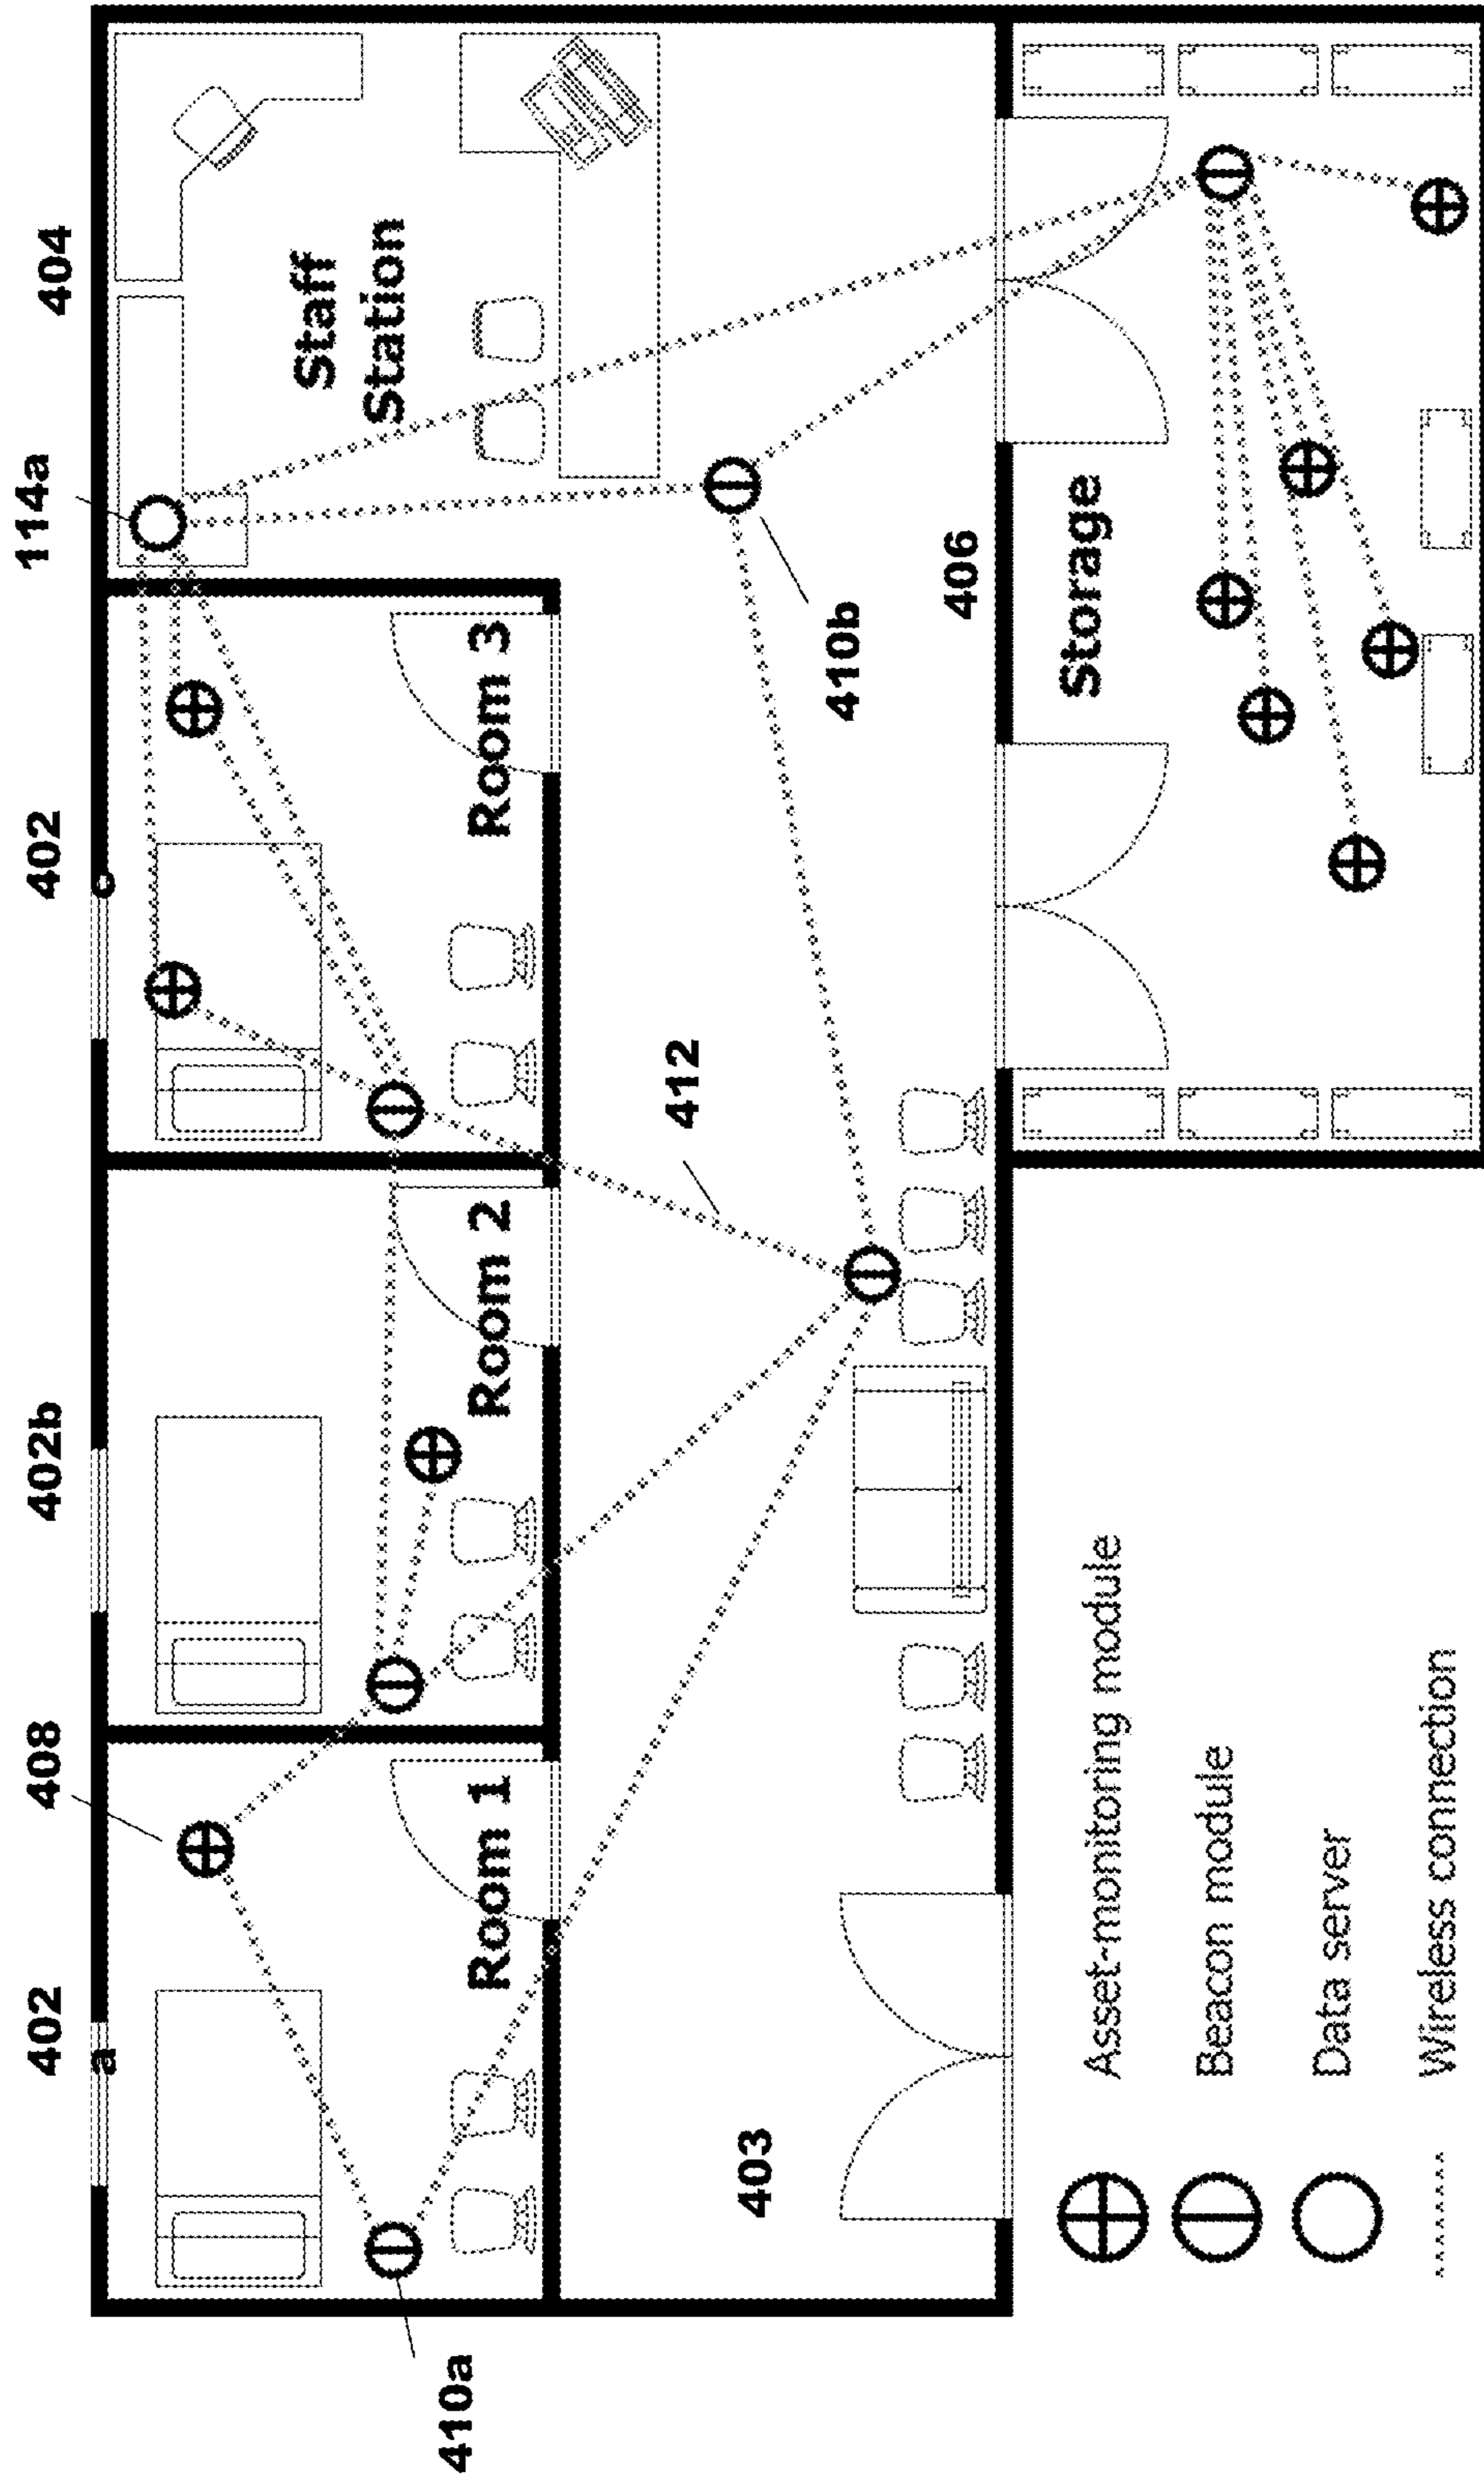 402
a
408
402b
402
c
114a
404
Room 1
Room 2
Room 3
Staff
Station
410a
403
412
410b
406
Storage
Asset-monitoring module
Beacon module
Data server
Wireless connection